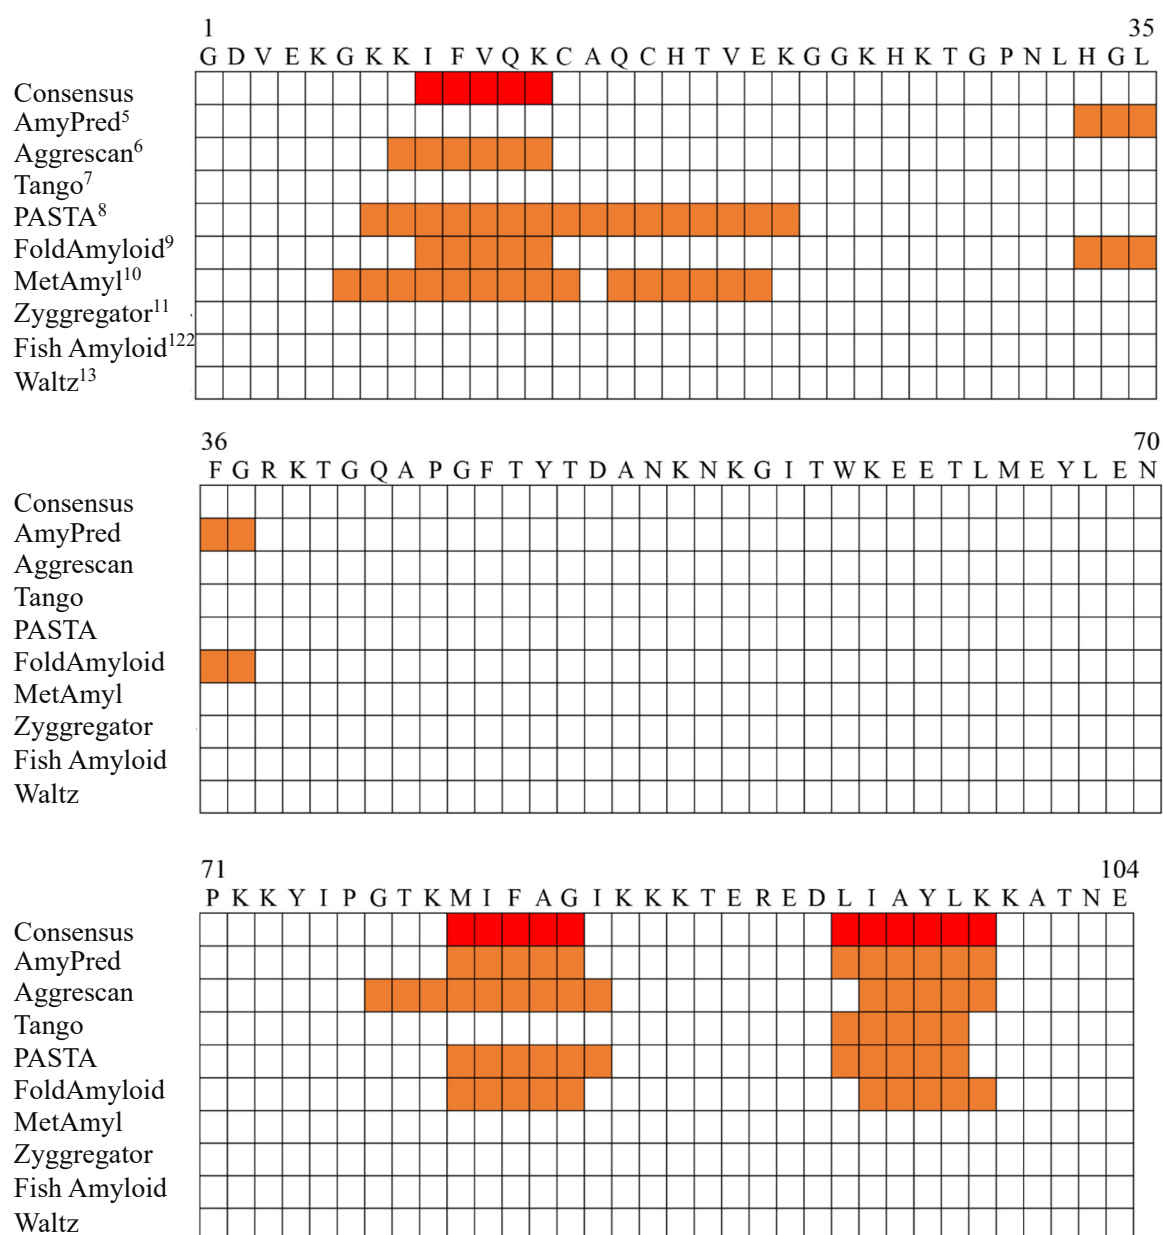 1 35
G D V E K G K K I F V Q K C A Q C H T V E K G G K H K T G P N L H G L
Consensus
AmyPred5
Aggrescan6
Tango7
PASTA8
FoldAmyloid9
MetAmyl10
Zyggregator11
Fish Amyloid122
Waltz13
36 70
F G R K T G Q A P G F T Y T D A N K N K G I T W K E E T L M E Y L E N
Consensus
AmyPred
Aggrescan
Tango
PASTA
FoldAmyloid
MetAmyl
Zyggregator
Fish Amyloid
Waltz
71 104
P K K Y I P G T K M I F A G I K K K T E R E D L I A Y L K K A T N E
Consensus
AmyPred
Aggrescan
Tango
PASTA
FoldAmyloid
MetAmyl
Zyggregator
Fish Amyloid
Waltz